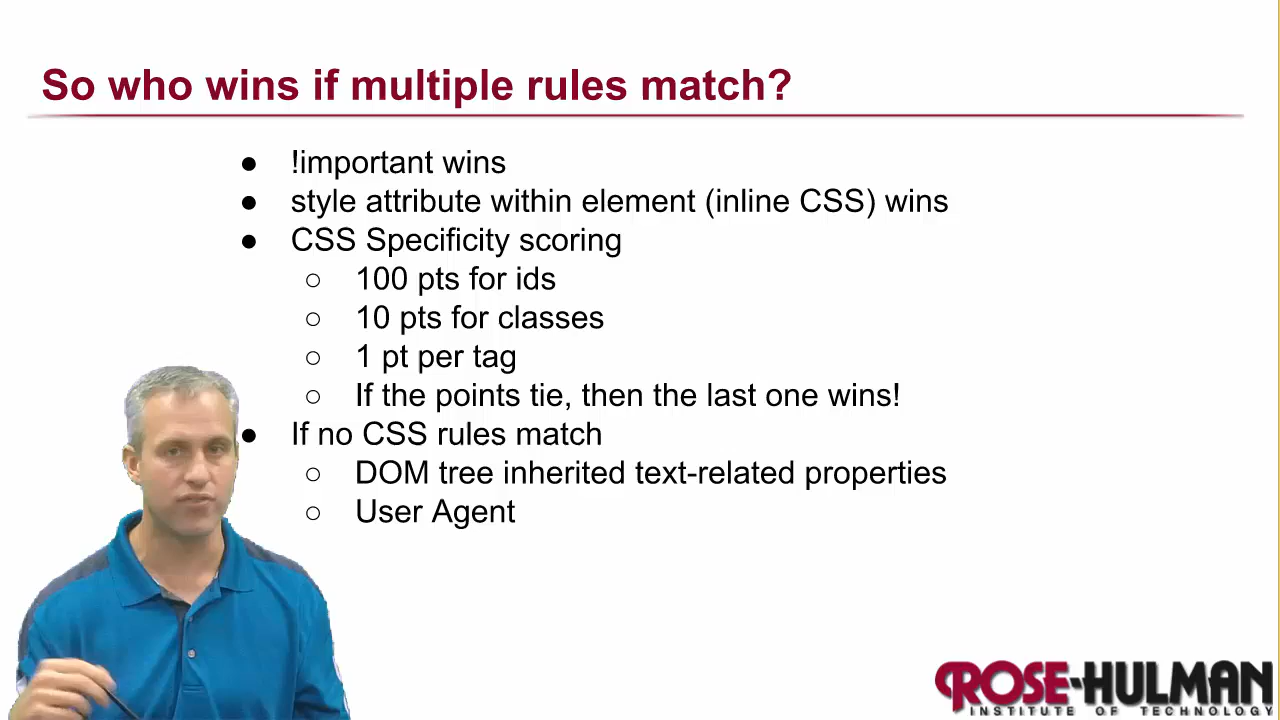 So who wins if multiple rules match?
● !important wins
● style attribute within element (inline CSS) wins
● CSS Specificity scoring
○ 100 pts for ids
○ 10 pts for classes
○ 1 pt per tag
○ If the points tie, then the last one wins!
● If no CSS rules match
○ DOM tree inherited text-related properties
○ User Agent
ROSE-HULMAN
INSTITUTE OF TECHNOLOGY